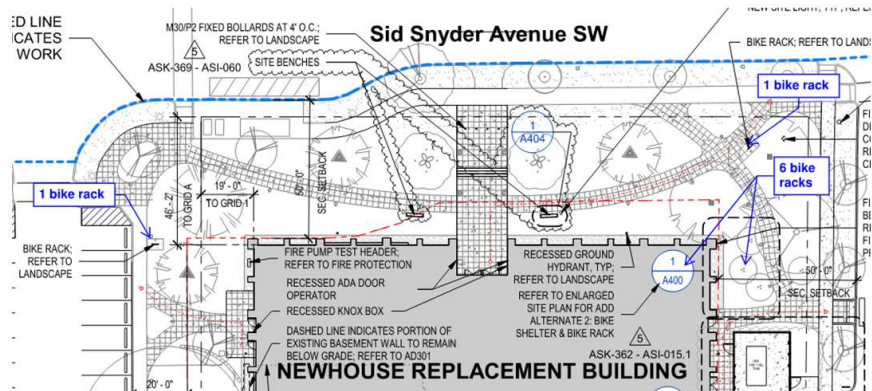 ED LINE
ICATES
WORK
M30/P2 FIXED BOLLARDS AT 4' O.C.;
REFER TO LANDSCAPE
5
ASK-369 - ASI-060
SITE BENCHES
Sid Snyder Avenue SW
BIKE RACK; REFER TO LANDS
1 bike rack
1
A404
6 bike
racks
1 bike rack
46' - 2"
TO GRID A
19' - 0"
TO GRID 1
50' - 0"
SEC. SETBACK
BIKE RACK;
REFER TO
LANDSCAPE
FIRE PUMP TEST HEADER;
REFER TO FIRE PROTECTION
RECESSED ADA DOOR
OPERATOR
RECESSED KNOX BOX
DASHED LINE INDICATES PORTION OF
EXISTING BASEMENT WALL TO REMAIN
BELOW GRADE; REFER TO AD301
RECESSED GROUND
HYDRANT, TYP;
REFER TO LANDSCAPE
1
A400
REFER TO ENLARGED
SITE PLAN FOR ADD
ALTERNATE 2: BIKE
SHELTER & BIKE RACK
5
ASK-362 - ASI-015.1
50' - 0"
SEC. SETBACK
NEWHOUSE REPLACEMENT BUILDING
20' - 0"